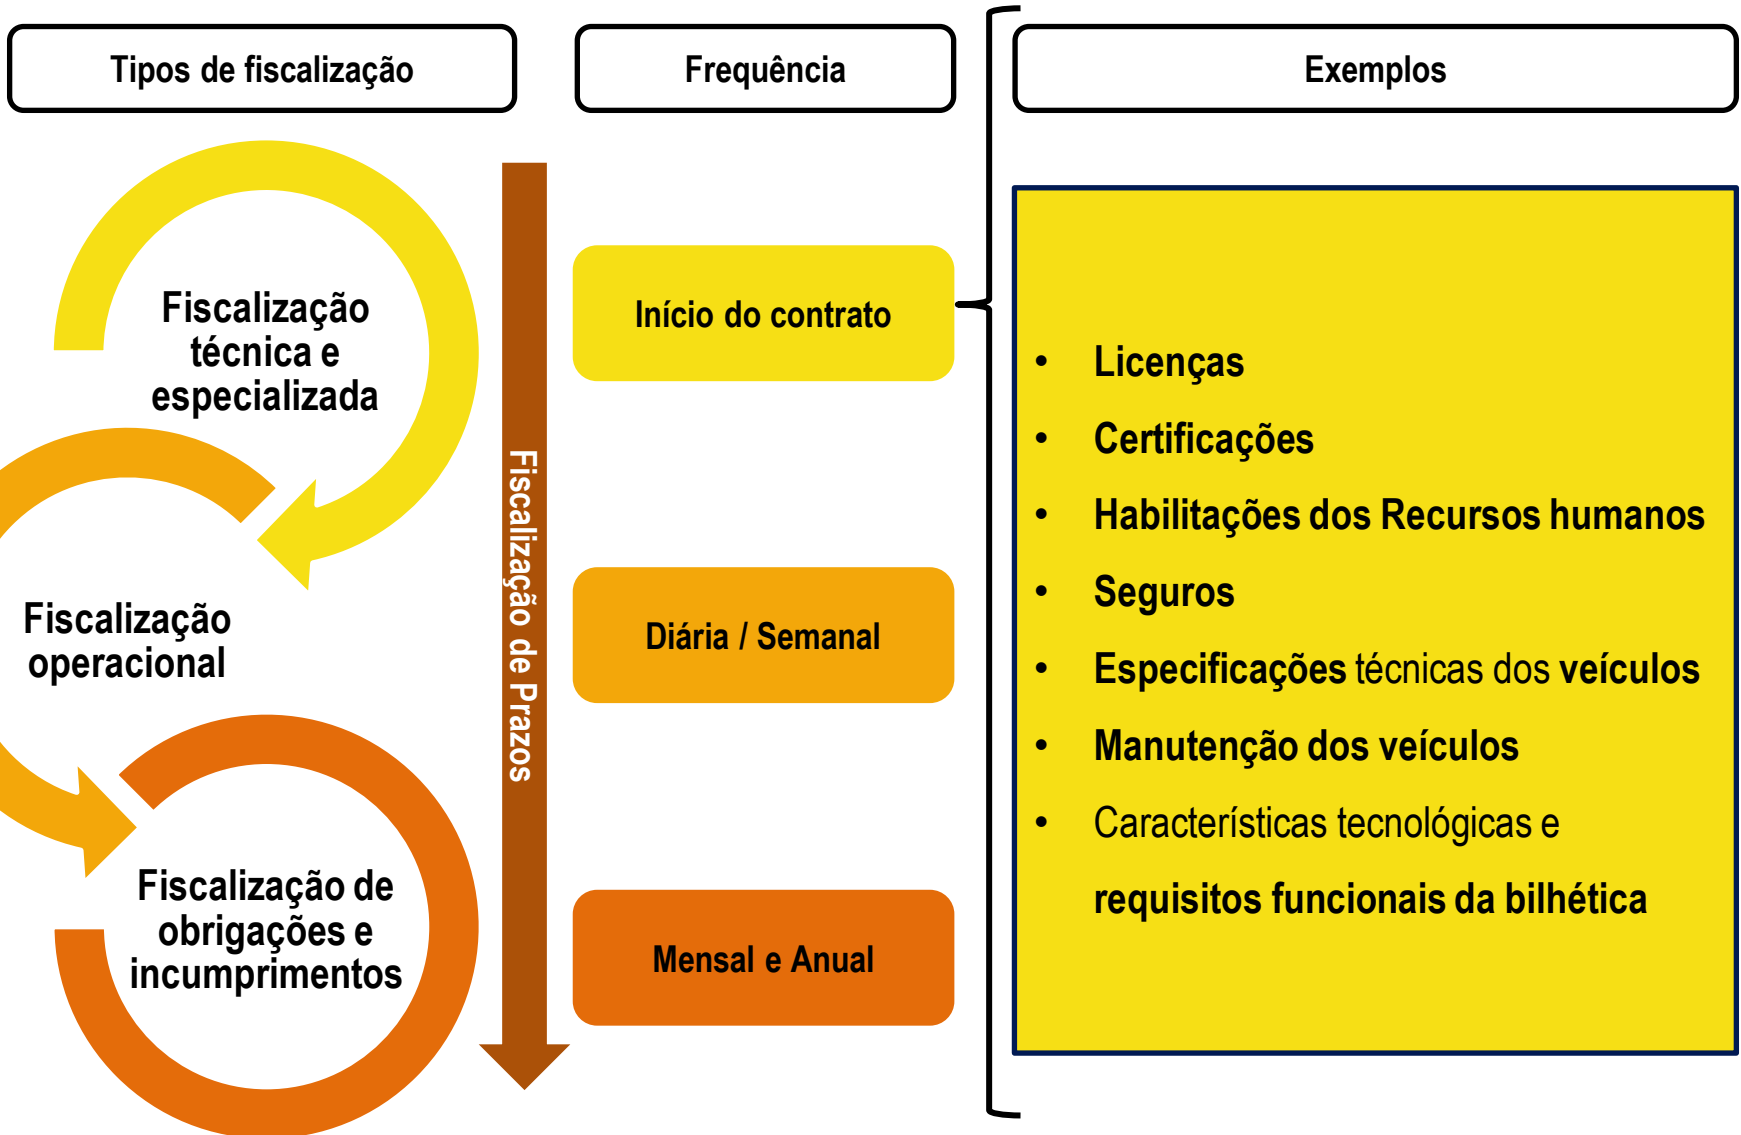 Tipos de fiscalização
Frequência
Exemplos
Fiscalização
técnica e
especializada
Fiscalização
operacional
Fiscalização de
obrigações e
incumprimentos
Fiscalização de Prazos
Início do contrato
Diária / Semanal
Mensal e Anual
• Licenças
• Certificações
• Habilitações dos Recursos humanos
• Seguros
• Especificações técnicas dos veículos
• Manutenção dos veículos
• Características tecnológicas e
requisitos funcionais da bilhética